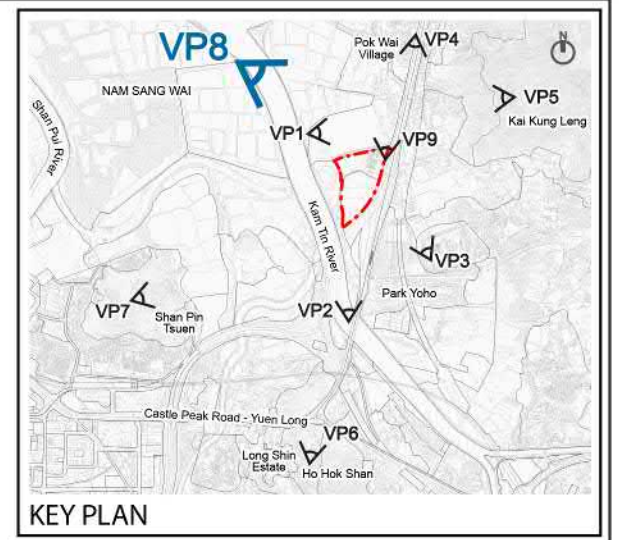 Pok Wai
Village
VP4
N
VP8
NAM SANG WAI
VP5
Kai Kung Leng
Shan Pui River
VP1
VP9
Kam Tin River
VP3
Park Yoho
VP7
Shan Pin
Tsuen
VP2
Castle Peak Road - Yuen Long
VP6
Long Shin
Estate
Ho Hok Shan
KEY PLAN